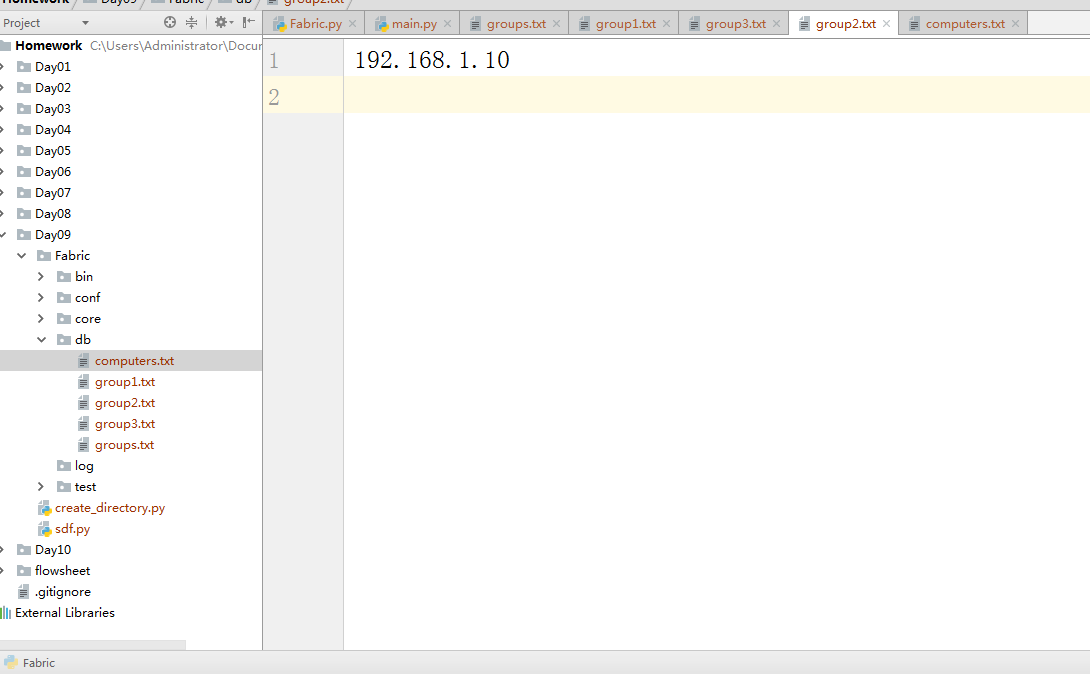 Homework Day09 Fabric db group2.txt
Project
Fabric.py main.py groups.txt group1.txt group3.txt group2.txt computers.txt
Homework C:\Users\Administrator\Docur
1 192.168.1.10
2
Day01
Day02
Day03
Day04
Day05
Day06
Day07
Day08
Day09
Fabric
bin
conf
core
db
computers.txt
group1.txt
group2.txt
group3.txt
groups.txt
log
test
create_directory.py
sdf.py
Day10
flowsheet
.gitignore
External Libraries
Fabric